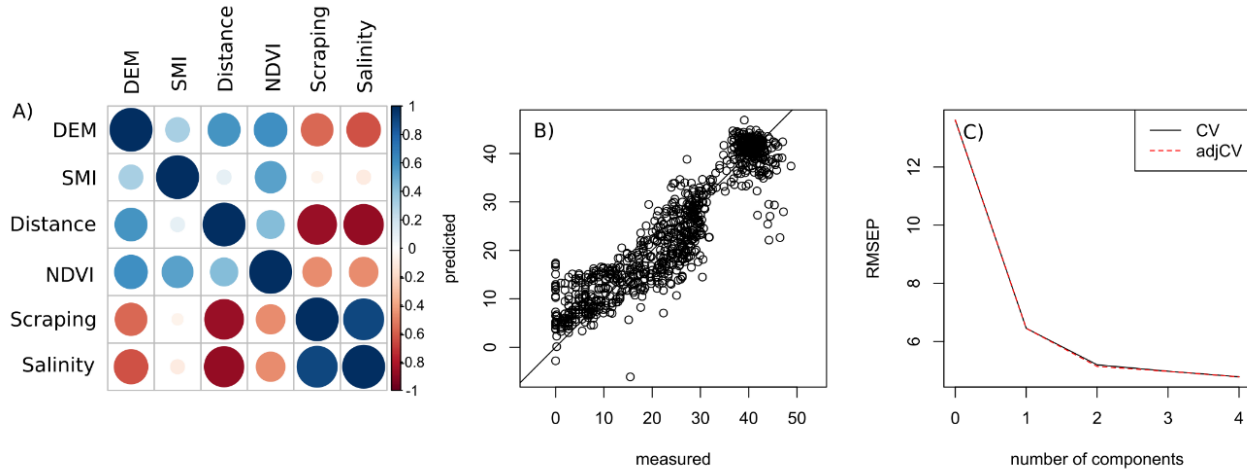 DEM
SMI
Distance
NDVI
Scraping
Salinity
A)
DEM
SMI
Distance
NDVI
Scraping
Salinity
1
0.8
0.6
0.4
0.2
0
-0.2
-0.4
-0.6
-0.8
-1
B)
predicted
40
30
20
10
0
0 10 20 30 40 50
measured
C)
CV
adjCV
RMSEP
12
10
8
6
0 1 2 3 4
number of components